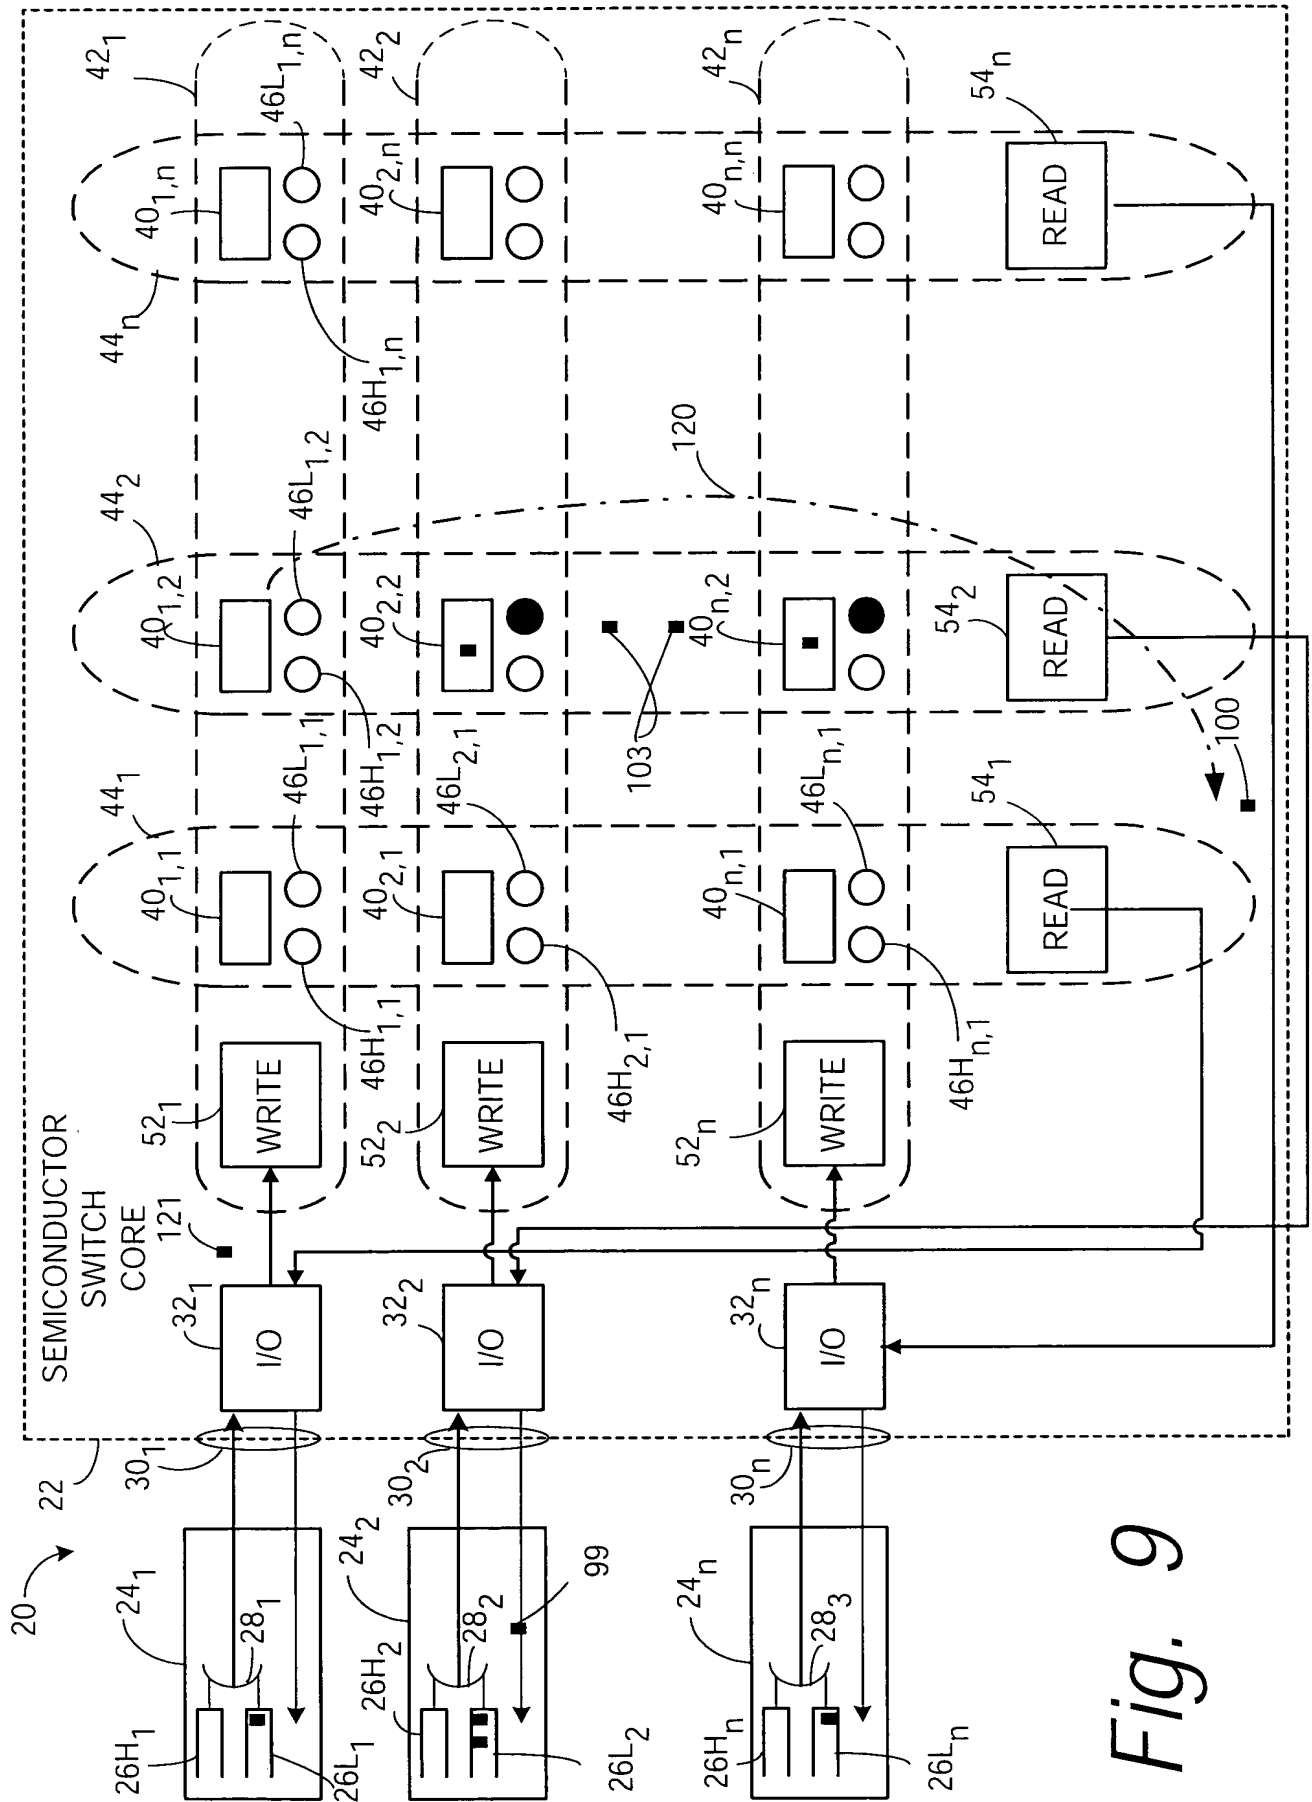 20
22
SEMICONDUCTOR
SWITCH
CORE
24₁
26H₁
26L₁
28₁
30₁
32₁
I/O
121
52₁
WRITE
44₁
40₁,₁
46L₁,₁
46H₁,₁
44₂
40₁,₂
46L₁,₂
46H₁,₂
44ₙ
40₁,ₙ
46L₁,ₙ
46H₁,ₙ
42₁
24₂
26H₂
26L₂
28₂
99
30₂
32₂
I/O
52₂
WRITE
40₂,₁
46L₂,₁
46H₂,₁
40₂,₂
40₂,ₙ
42₂
103
120
24ₙ
26Hₙ
26Lₙ
28₃
30ₙ
32ₙ
I/O
52ₙ
WRITE
40ₙ,₁
46Lₙ,₁
46Hₙ,₁
40ₙ,₂
40ₙ,ₙ
42ₙ
54₁
READ
54₂
READ
54ₙ
READ
100
Fig. 9